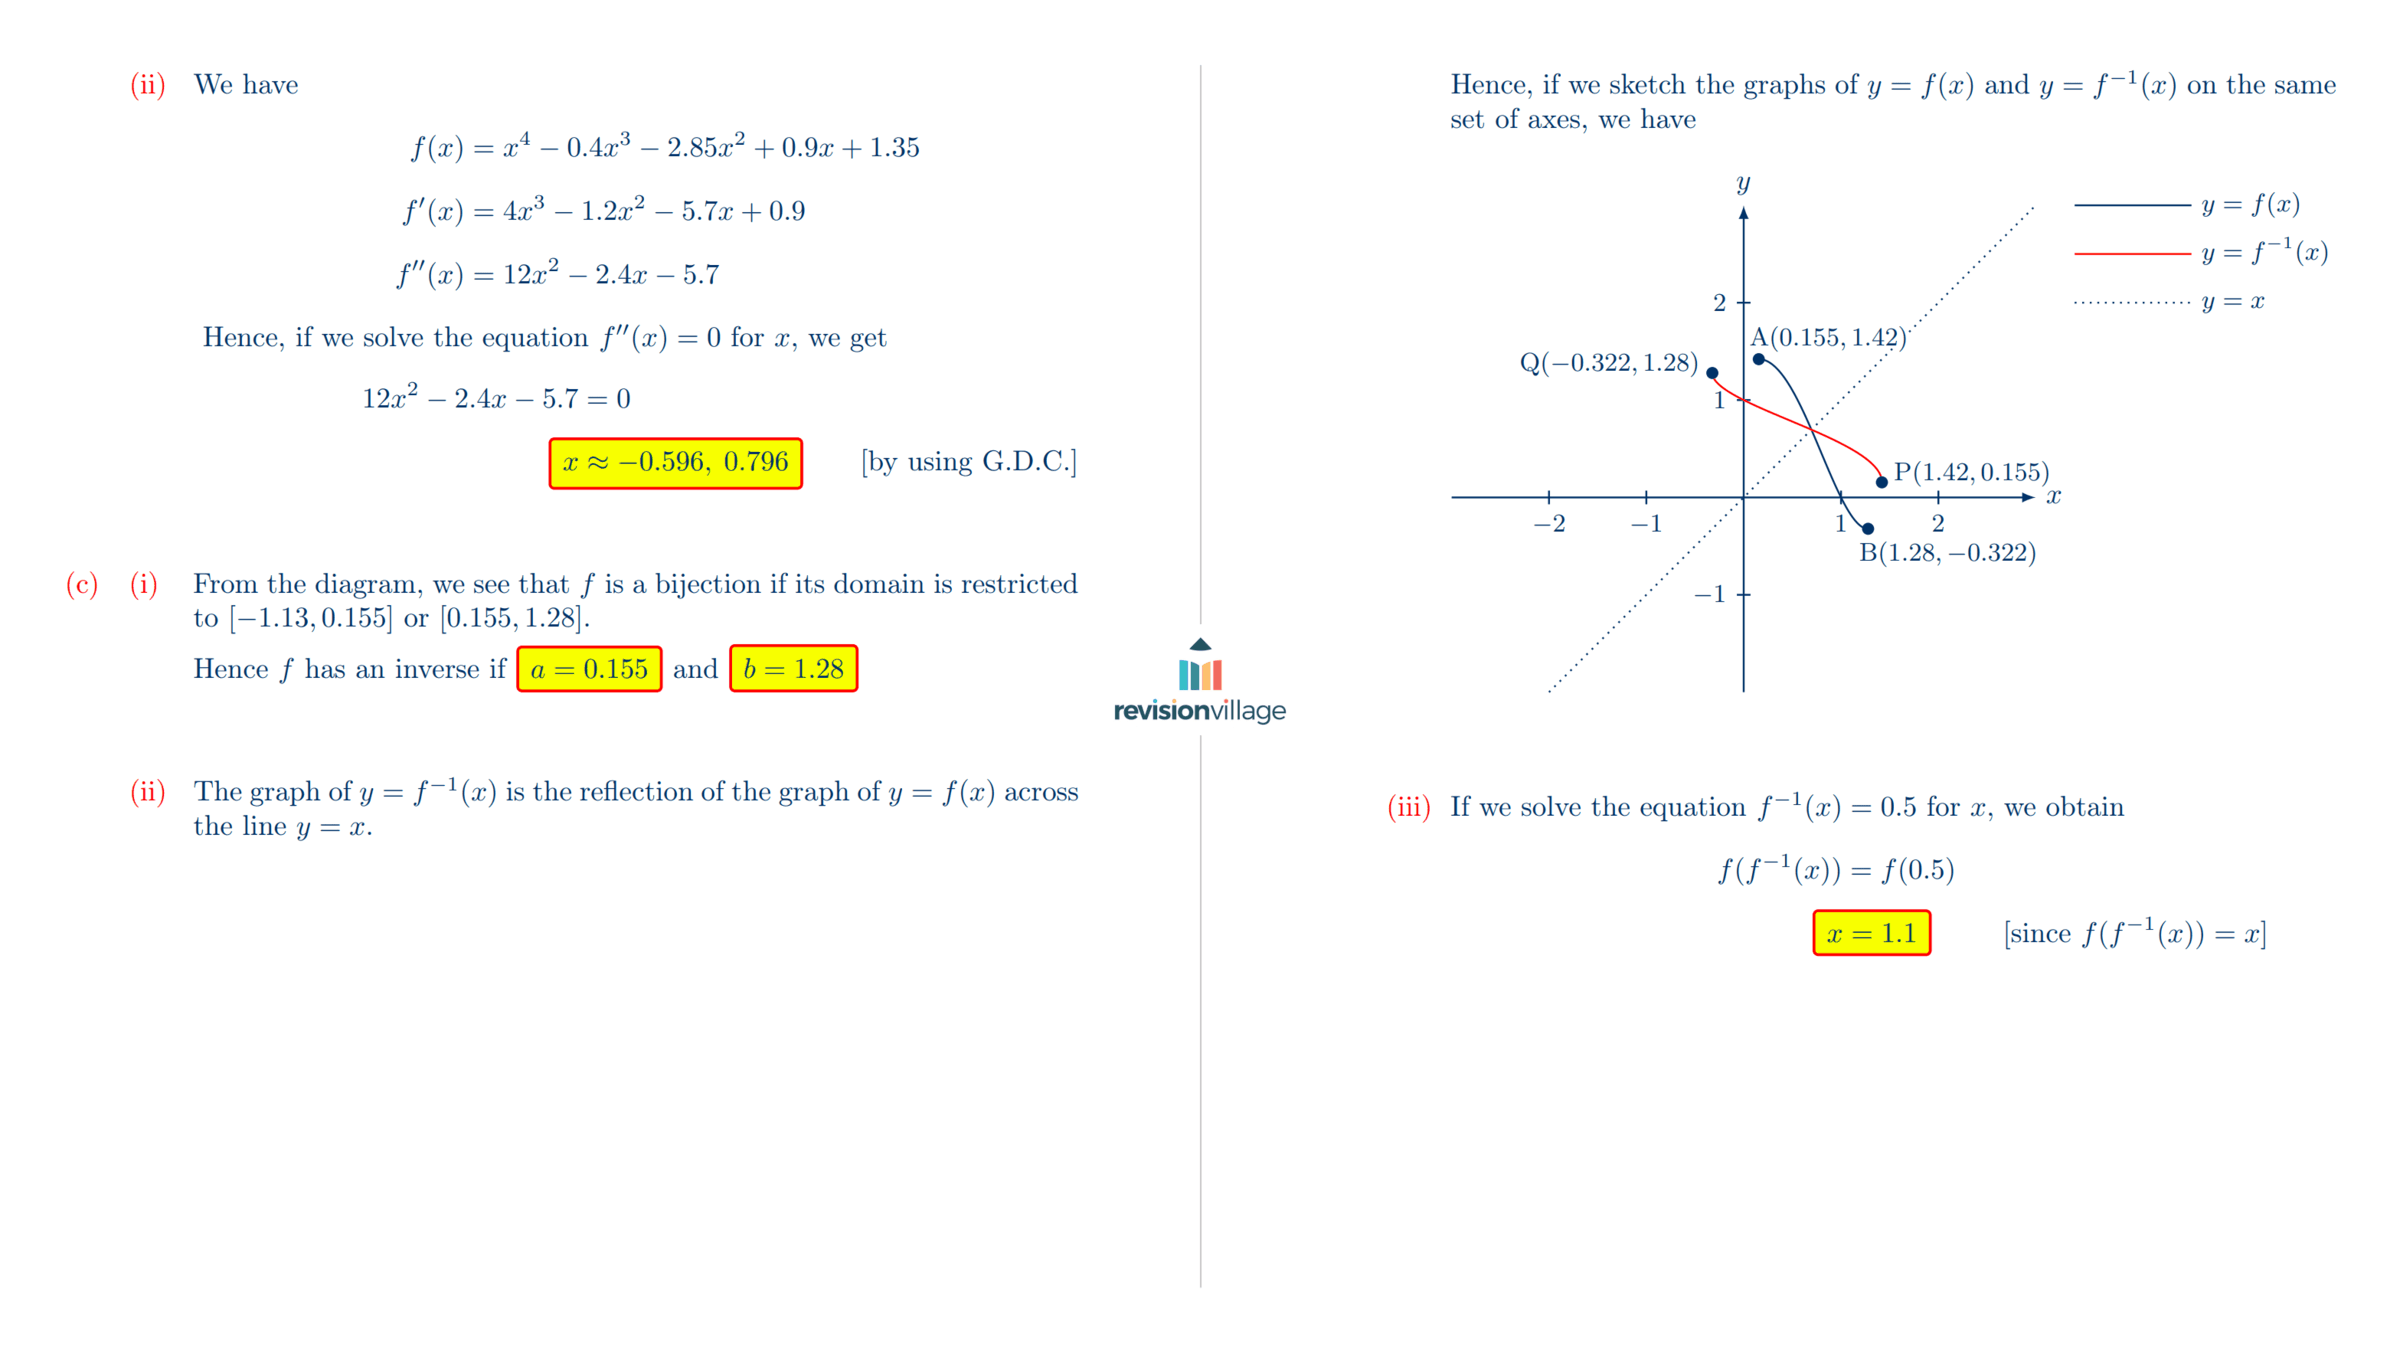 (ii) We have
f(x) = x⁴ − 0.4x³ − 2.85x² + 0.9x + 1.35
f′(x) = 4x³ − 1.2x² − 5.7x + 0.9
f″(x) = 12x² − 2.4x − 5.7
Hence, if we solve the equation f″(x) = 0 for x, we get
12x² − 2.4x − 5.7 = 0
x ≈ −0.596, 0.796 [by using G.D.C.]
(c) (i) From the diagram, we see that f is a bijection if its domain is restricted
to [−1.13, 0.155] or [0.155, 1.28].
Hence f has an inverse if a = 0.155 and b = 1.28
(ii) The graph of y = f⁻¹(x) is the reflection of the graph of y = f(x) across
the line y = x.
revisionvillage
Hence, if we sketch the graphs of y = f(x) and y = f⁻¹(x) on the same
set of axes, we have
y
y = f(x)
y = f⁻¹(x)
y = x
2
A(0.155, 1.42)
Q(−0.322, 1.28)
1
P(1.42, 0.155)
x
−2 −1 1 2
B(1.28, −0.322)
−1
(iii) If we solve the equation f⁻¹(x) = 0.5 for x, we obtain
f(f⁻¹(x)) = f(0.5)
x = 1.1 [since f(f⁻¹(x)) = x]